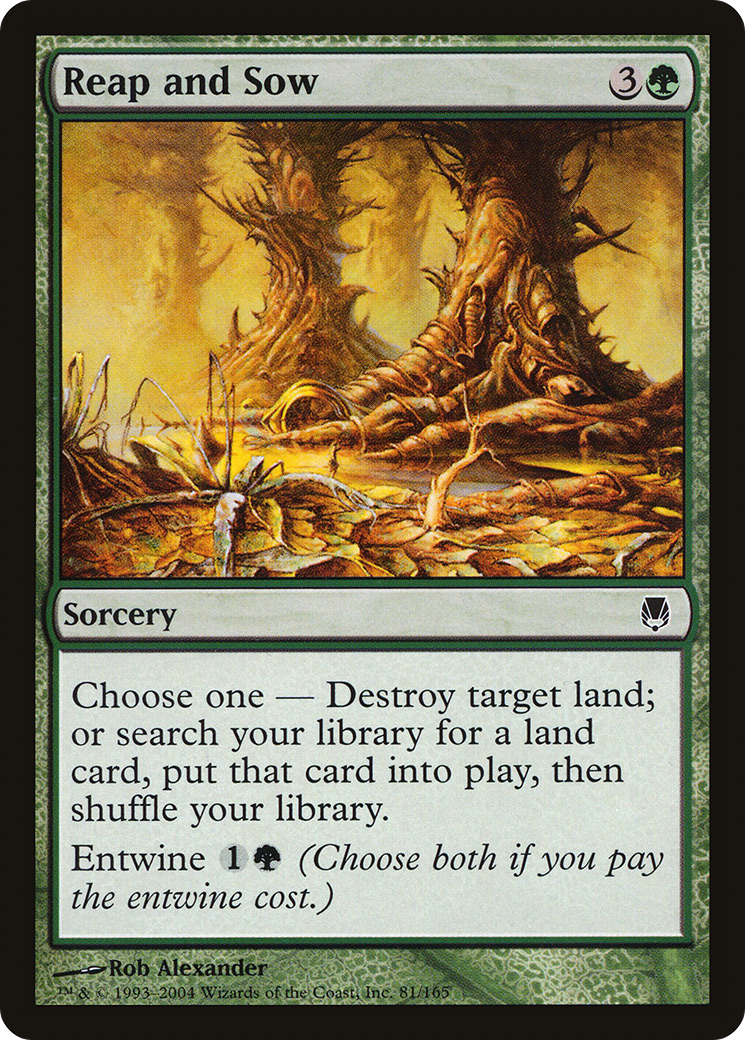 Reap and Sow 3
Sorcery
Choose one — Destroy target land;
or search your library for a land
card, put that card into play, then
shuffle your library.
Entwine 1 (Choose both if you pay
the entwine cost.)
Rob Alexander
™ & © 1993–2004 Wizards of the Coast, Inc. 81/165